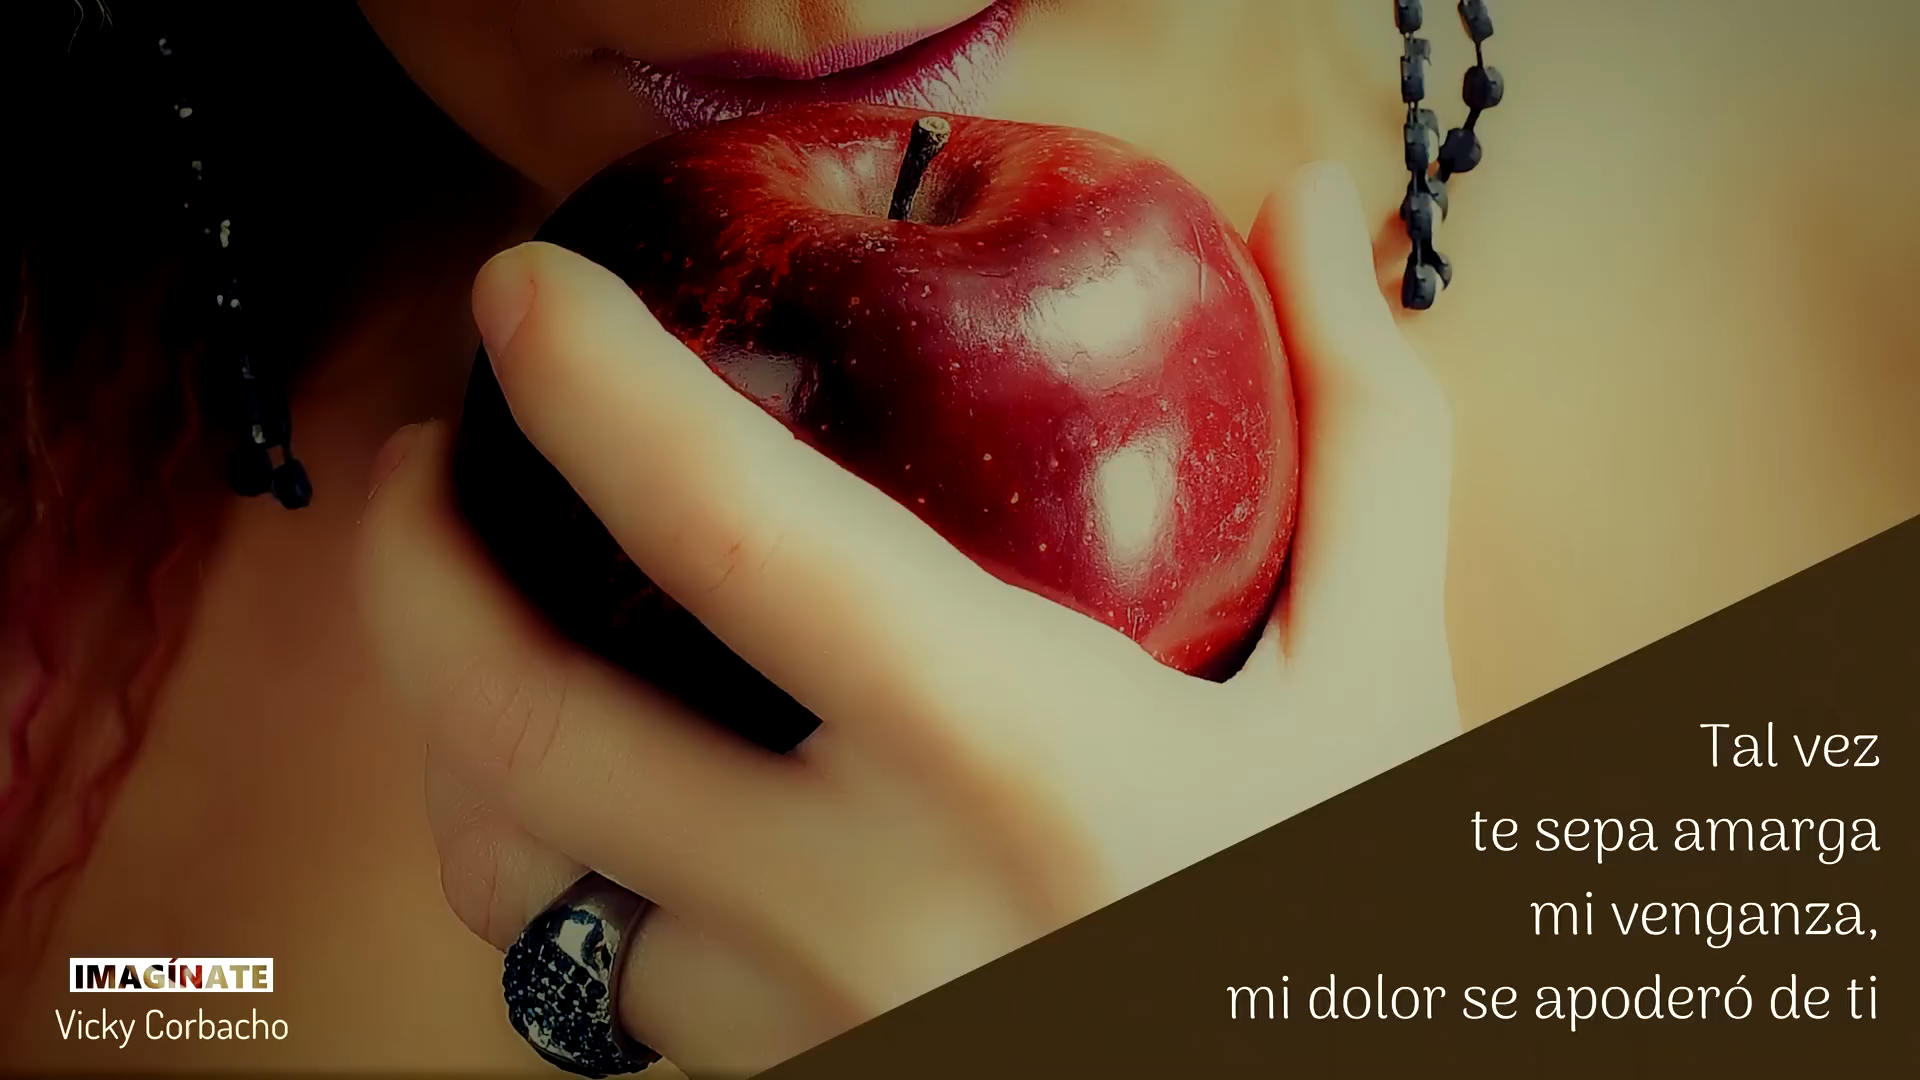 Tal vez
te sepa amarga
mi venganza,
mi dolor se apoderó de ti
IMAGÍNATE
Vicky Corbacho